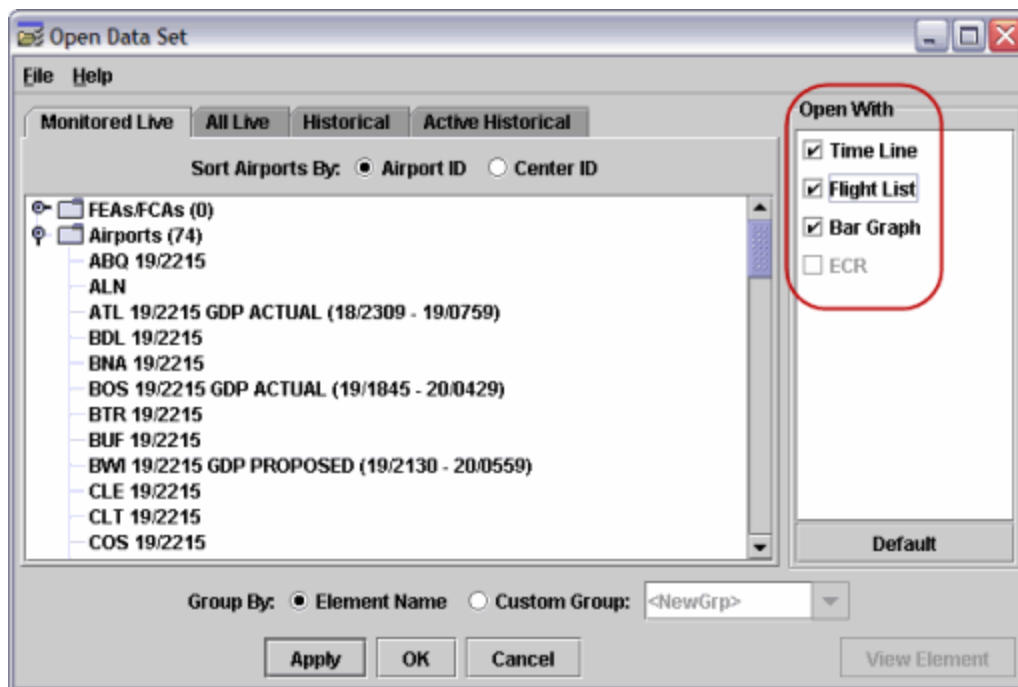 Open Data Set
File Help
Monitored Live All Live Historical Active Historical
Sort Airports By: Airport ID Center ID
FEAs/FCAs (0)
Airports (74)
ABQ 19/2215
ALN
ATL 19/2215 GDP ACTUAL (18/2309 - 19/0759)
BDL 19/2215
BNA 19/2215
BOS 19/2215 GDP ACTUAL (19/1845 - 20/0429)
BTR 19/2215
BUF 19/2215
BWI 19/2215 GDP PROPOSED (19/2130 - 20/0559)
CLE 19/2215
CLT 19/2215
COS 19/2215
Open With
Time Line
Flight List
Bar Graph
ECR
Default
Group By: Element Name Custom Group: <NewGrp>
Apply OK Cancel View Element